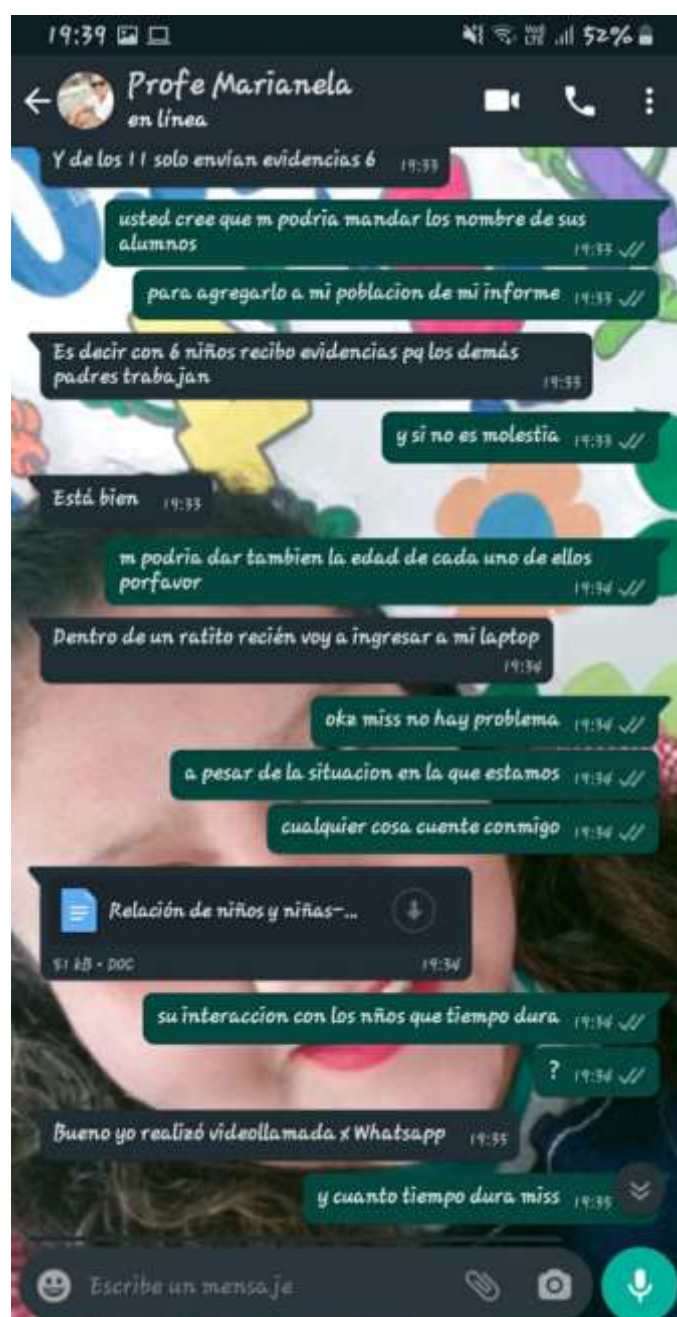 19:39 52%
Profe Marianela
en línea
Y de los 11 solo envían evidencias 6 19:33
usted cree que m podria mandar los nombre de sus
alumnos 19:33
para agregarlo a mi poblacion de mi informe 19:33
Es decir con 6 niños recibo evidencias pq los demás
padres trabajan 19:33
y si no es molestia 19:33
Está bien 19:33
m podria dar tambien la edad de cada uno de ellos
porfavor 19:34
Dentro de un ratito recién voy a ingresar a mi laptop
19:34
oka miss no hay problema 19:34
a pesar de la situacion en la que estamos 19:34
cualquier cosa cuente conmigo 19:34
Relación de niños y niñas-...
51 kB • DOC 19:34
su interaccion con los nños que tiempo dura 19:34
? 19:34
Bueno yo realizó videollamada x Whatsapp 19:35
y cuanto tiempo dura miss 19:35
Escribe un mensaje